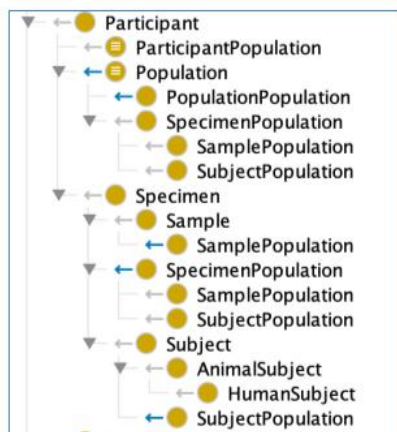 Participant
ParticipantPopulation
Population
PopulationPopulation
SpecimenPopulation
SamplePopulation
SubjectPopulation
Specimen
Sample
SamplePopulation
SpecimenPopulation
SamplePopulation
SubjectPopulation
Subject
AnimalSubject
HumanSubject
SubjectPopulation